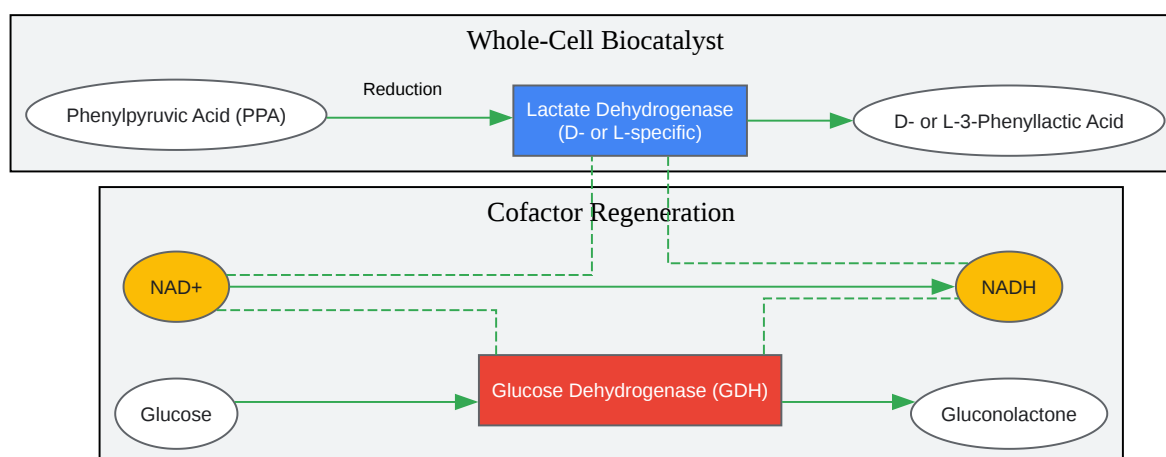 Whole-Cell Biocatalyst
Phenylpyruvic Acid (PPA)
Reduction
Lactate Dehydrogenase
(D- or L-specific)
D- or L-3-Phenyllactic Acid
Cofactor Regeneration
NAD+
NADH
Glucose
Glucose Dehydrogenase (GDH)
Gluconolactone